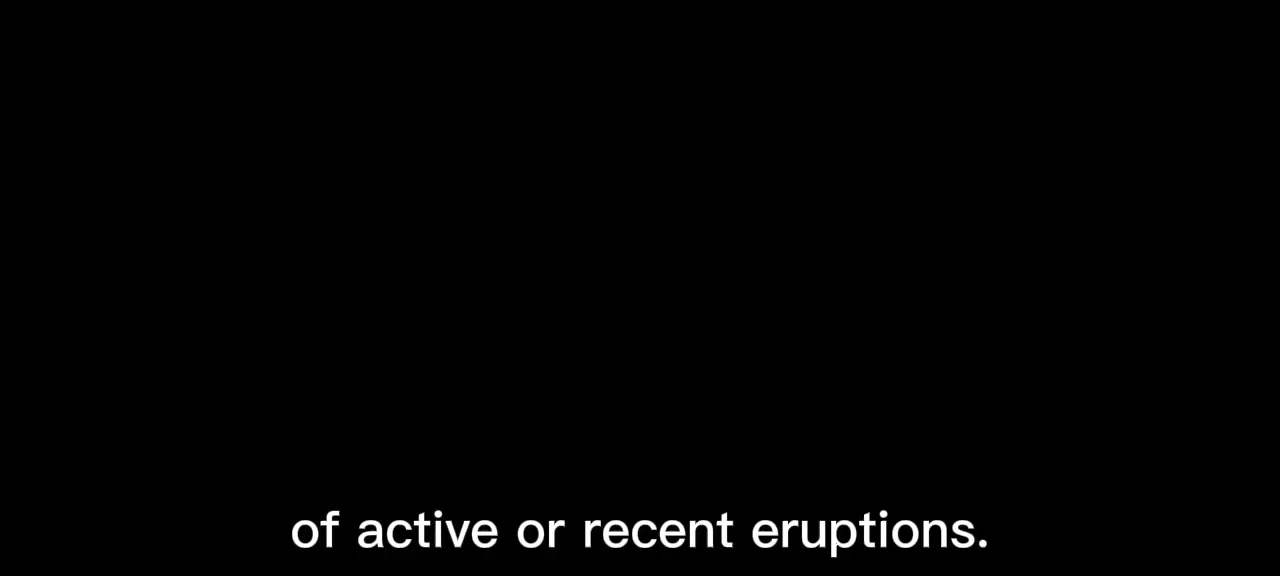 of active or recent eruptions.